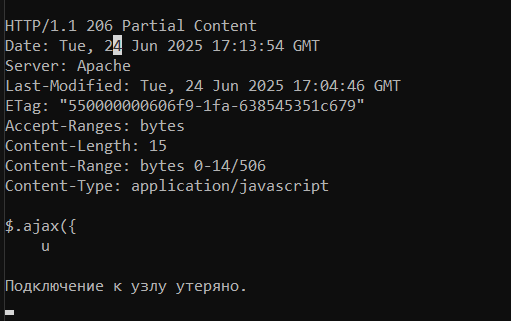 HTTP/1.1 206 Partial Content
Date: Tue, 24 Jun 2025 17:13:54 GMT
Server: Apache
Last-Modified: Tue, 24 Jun 2025 17:04:46 GMT
ETag: "550000000606f9-1fa-638545351c679"
Accept-Ranges: bytes
Content-Length: 15
Content-Range: bytes 0-14/506
Content-Type: application/javascript
$.ajax({
u
Подключение к узлу утеряно.